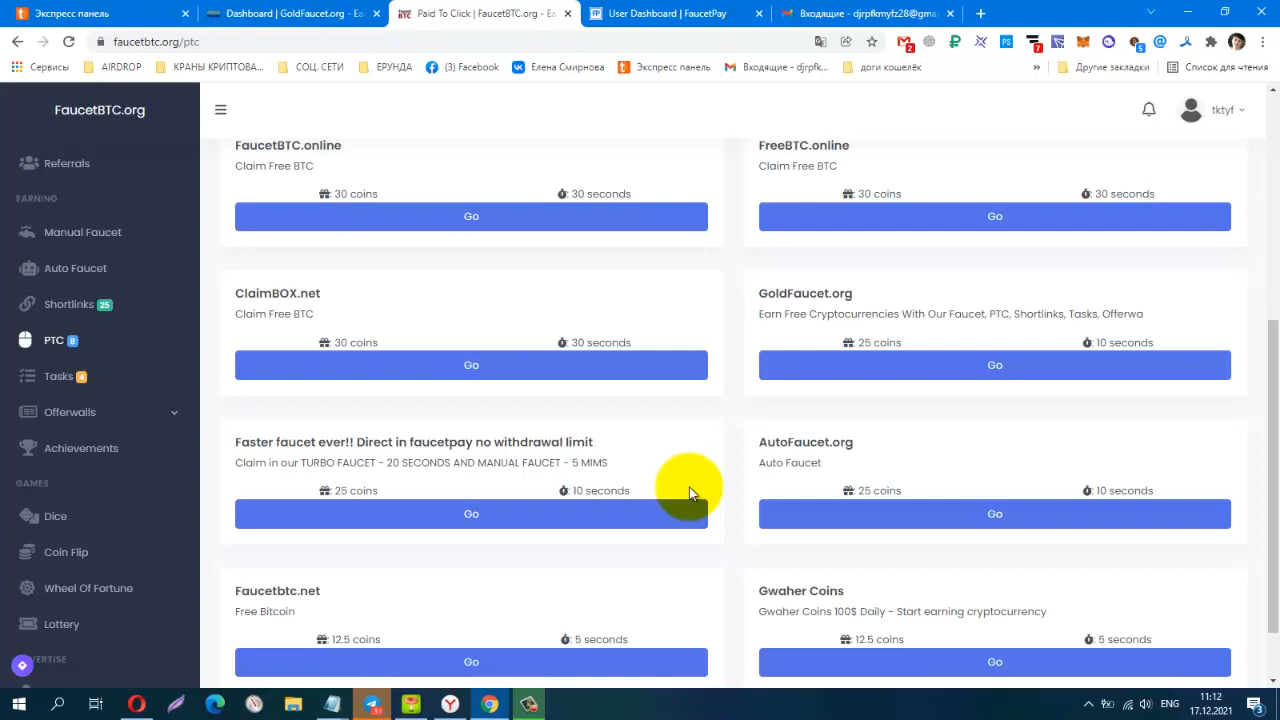 Экспресс панель
Dashboard | GoldFaucet.org - Ea
Paid To Click | FaucetBTC.org - Ea
User Dashboard | FaucetPay
Входящие - djrpfkmyfz28@gma
faucetbtc.org/ptc
2
7
5
Сервисы
AIRDROP
КРАНЫ КРИПТОВА...
СОЦ. СЕТИ
ЕРУНДА
(3) Facebook
Елена Смирнова
Экспресс панель
Входящие - djrpfk...
доги кошелёк
»
Другие закладки
Список для чтения
FaucetBTC.org
tktyf
Referrals
EARNING
Manual Faucet
Auto Faucet
Shortlinks 25
PTC 8
Tasks 4
Offerwalls
Achievements
GAMES
Dice
Coin Flip
Wheel Of Fortune
Lottery
VERTISE
FaucetBTC.online
Claim Free BTC
: 30 coins
: 30 seconds
Go
FreeBTC.online
Claim Free BTC
: 30 coins
: 30 seconds
Go
ClaimBOX.net
Claim Free BTC
: 30 coins
: 30 seconds
Go
GoldFaucet.org
Earn Free Cryptocurrencies With Our Faucet, PTC, Shortlinks, Tasks, Offerwa
: 25 coins
: 10 seconds
Go
Faster faucet ever!! Direct in faucetpay no withdrawal limit
Claim in our TURBO FAUCET - 20 SECONDS AND MANUAL FAUCET - 5 MIMS
: 25 coins
: 10 seconds
Go
AutoFaucet.org
Auto Faucet
: 25 coins
: 10 seconds
Go
Faucetbtc.net
Free Bitcoin
: 12.5 coins
: 5 seconds
Go
Gwaher Coins
Gwaher Coins 100$ Daily - Start earning cryptocurrency
: 12.5 coins
: 5 seconds
Go
ENG
11:12
17.12.2021
3